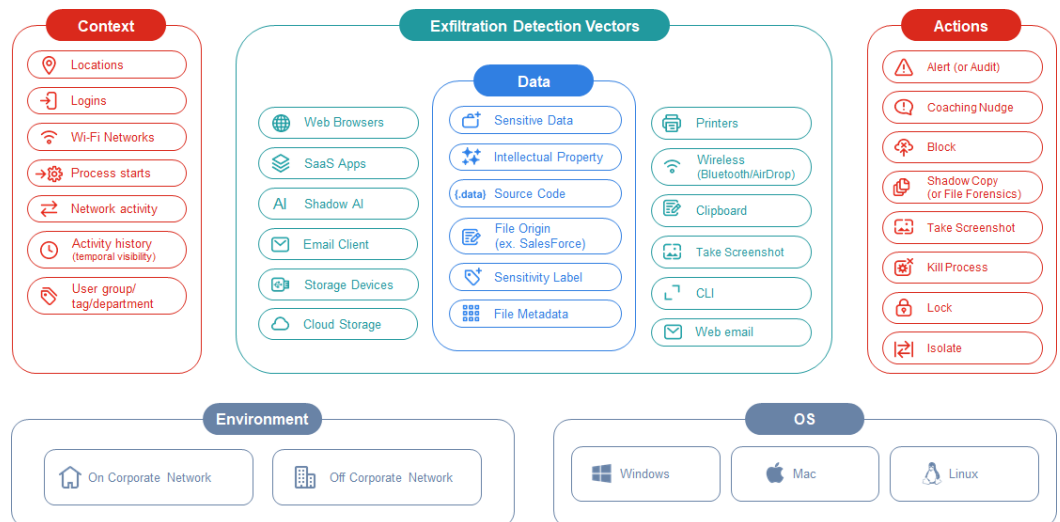 Context
Locations
Logins
Wi-Fi Networks
Process starts
Network activity
Activity history
(temporal visibility)
User group/
tag/department
Exfiltration Detection Vectors
Web Browsers
SaaS Apps
AI Shadow AI
Email Client
Storage Devices
Cloud Storage
Data
Sensitive Data
Intellectual Property
{.data} Source Code
File Origin
(ex. SalesForce)
Sensitivity Label
File Metadata
Printers
Wireless
(Bluetooth/AirDrop)
Clipboard
Take Screenshot
CLI
Web email
Actions
Alert (or Audit)
Coaching Nudge
Block
Shadow Copy
(or File Forensics)
Take Screenshot
Kill Process
Lock
Isolate
Environment
On Corporate Network
Off Corporate Network
OS
Windows
Mac
Linux